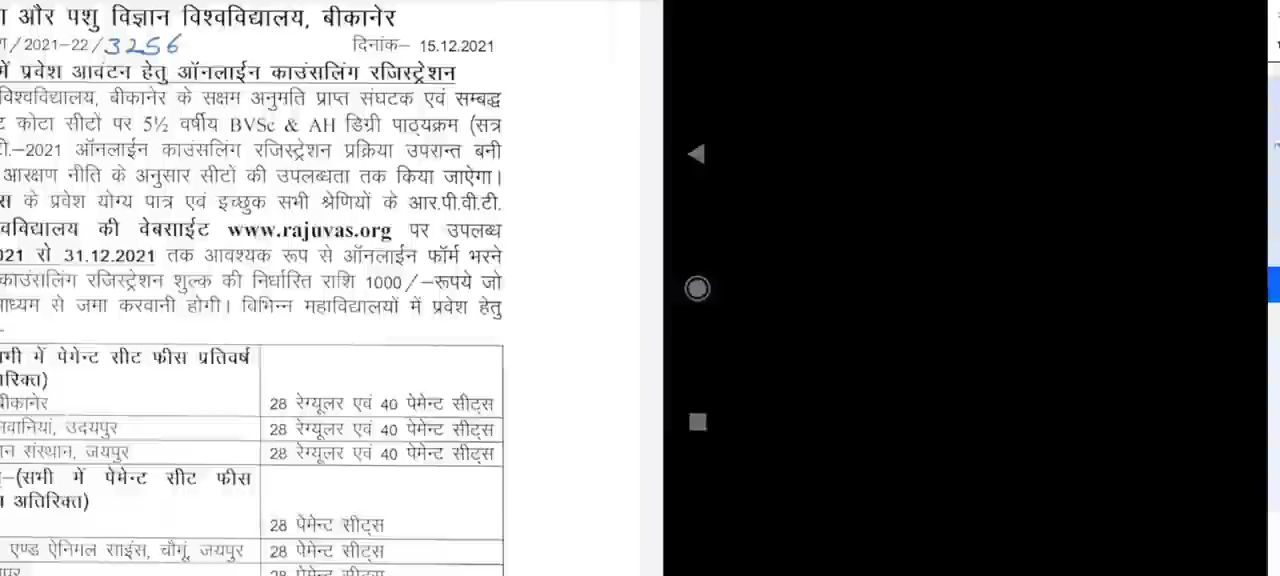 और पशु विज्ञान विश्वविद्यालय, बीकानेर
/2021-22/3256 दिनांक– 15.12.2021
में प्रवेश आवंटन हेतु ऑनलाईन काउंसलिंग रजिस्ट्रेशन
विश्वविद्यालय, बीकानेर के सक्षम अनुमति प्राप्त संघटक एवं सम्बद्ध
कोटा सीटों पर 5½ वर्षीय BVSc & AH डिग्री पाठ्यक्रम (सत्र
टी.–2021 ऑनलाईन काउंसलिंग रजिस्ट्रेशन प्रक्रिया उपरान्त बनी
आरक्षण नीति के अनुसार सीटों की उपलब्धता तक किया जाऐगा।
के प्रवेश योग्य पात्र एवं इच्छुक सभी श्रेणियों के आर.पी.वी.टी.
विविद्यालय की वेबसाईट www.rajuvas.org पर उपलब्ध
021 से 31.12.2021 तक आवश्यक रूप से ऑनलाईन फॉर्म भरने
काउंसलिंग रजिस्ट्रेशन शुल्क की निर्धारित राशि 1000/–रूपये जो
माध्यम से जमा करवानी होगी। विभिन्न महाविद्यालयों में प्रवेश हेतु
में पेमेन्ट सीट फीस प्रतिवर्ष
रिक्त)
बीकानेर 28 रेग्यूलर एवं 40 पेमेन्ट सीट्स
नवानियां, उदयपुर 28 रेग्यूलर एवं 40 पेमेन्ट सीट्स
संस्थान, जयपुर 28 रेग्यूलर एवं 40 पेमेन्ट सीट्स
–(सभी में पेमेन्ट सीट फीस
अतिरिक्त)
28 पेमेन्ट सीट्स
एण्ड ऐनिमल साइंस, चौमूं, जयपुर 28 पेमेन्ट सीट्स
28 पेमेन्ट सीट्स